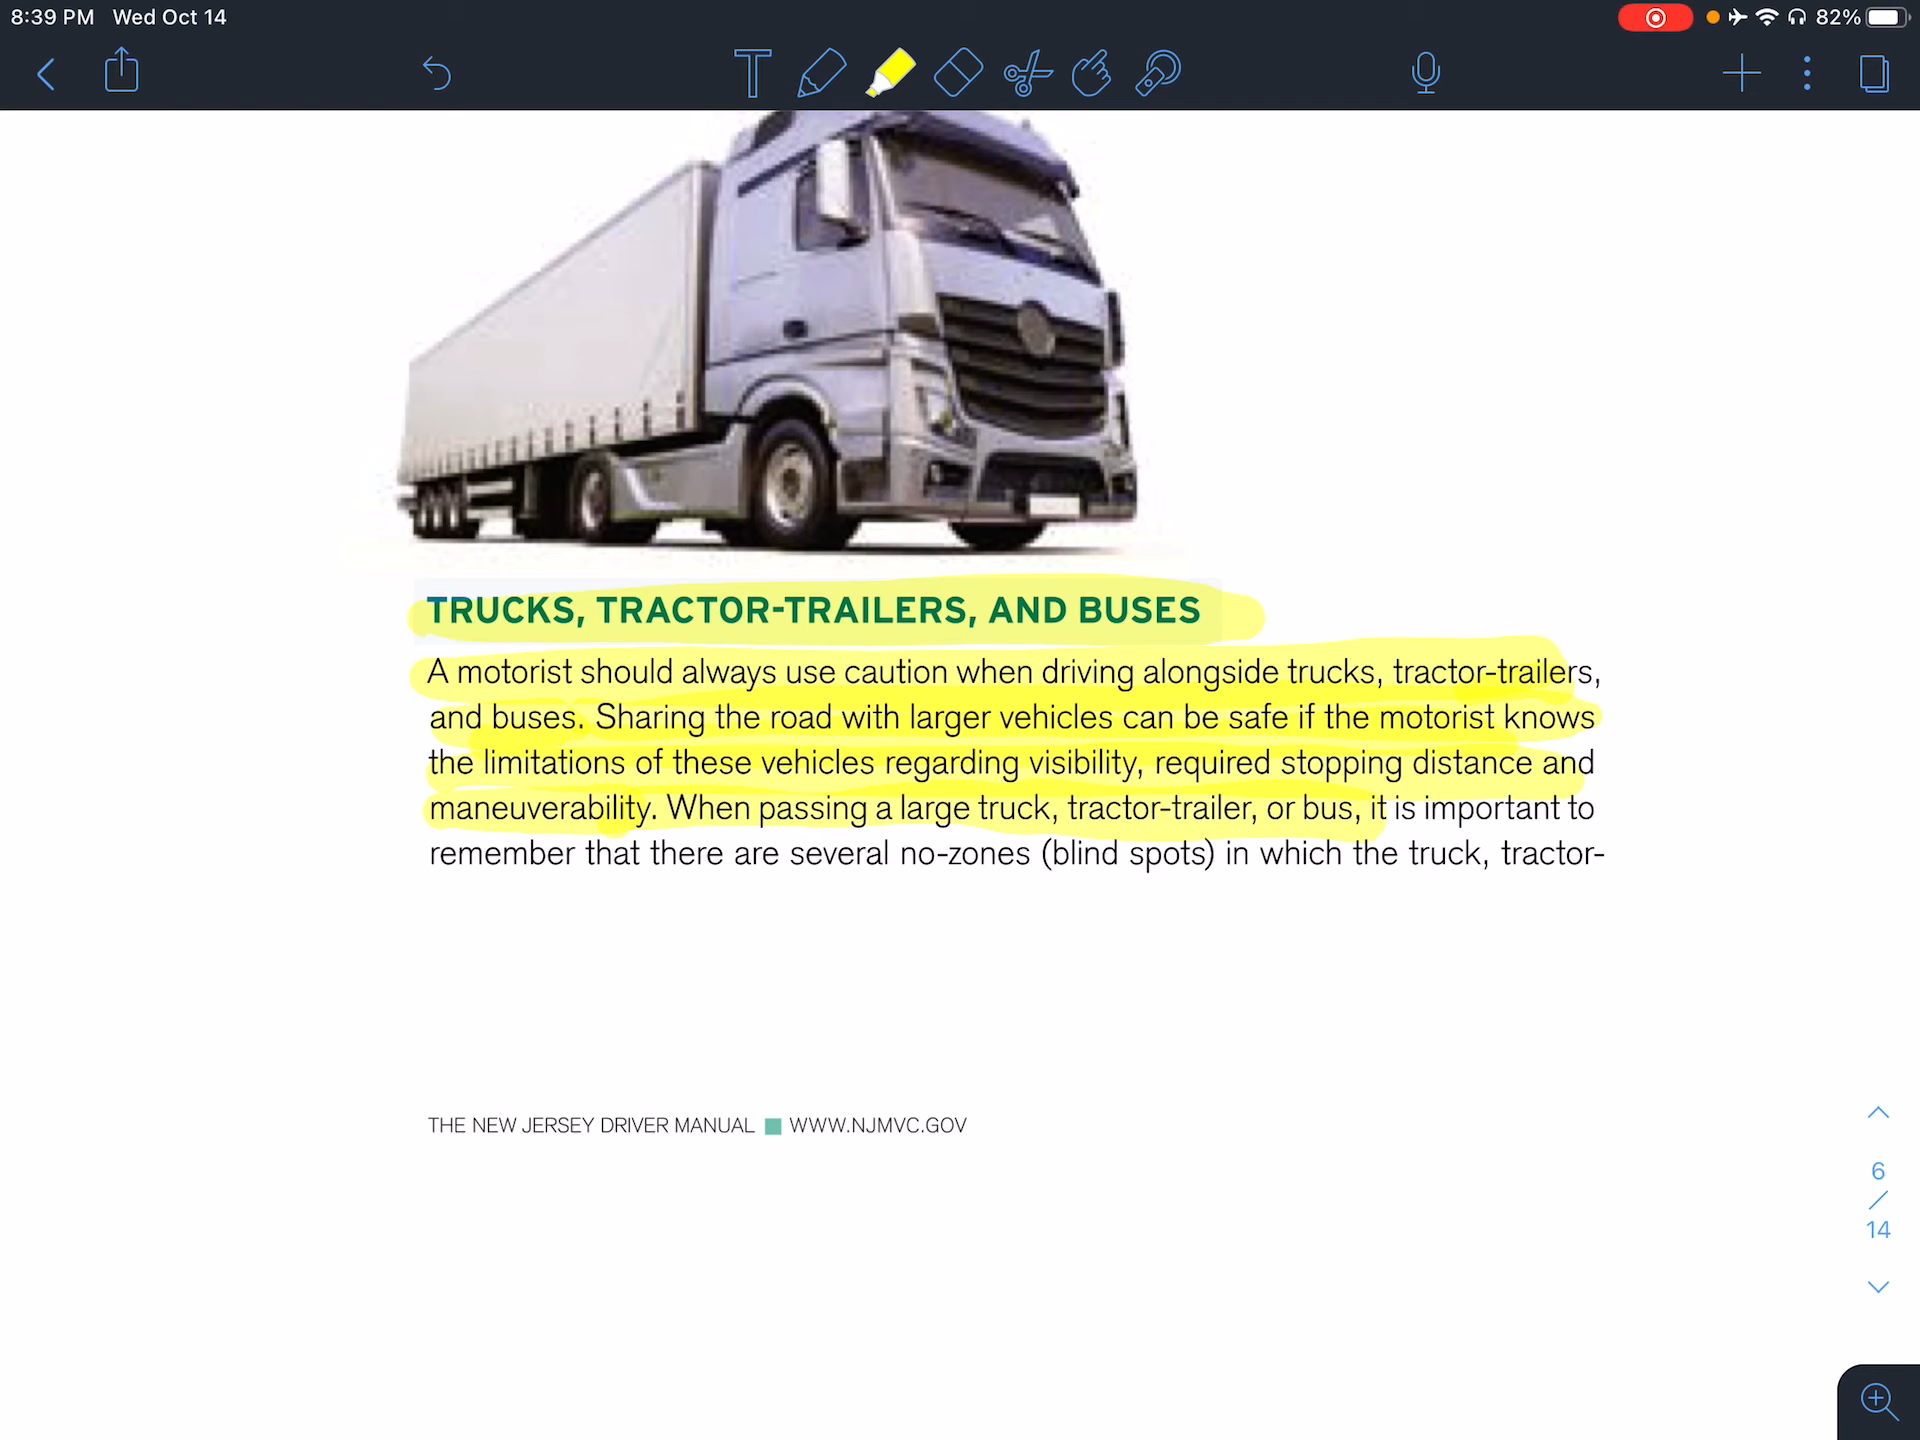 8:39 PM Wed Oct 14
82%
TRUCKS, TRACTOR-TRAILERS, AND BUSES
A motorist should always use caution when driving alongside trucks, tractor-trailers,
and buses. Sharing the road with larger vehicles can be safe if the motorist knows
the limitations of these vehicles regarding visibility, required stopping distance and
maneuverability. When passing a large truck, tractor-trailer, or bus, it is important to
remember that there are several no-zones (blind spots) in which the truck, tractor-
THE NEW JERSEY DRIVER MANUAL WWW.NJMVC.GOV
6
/
14